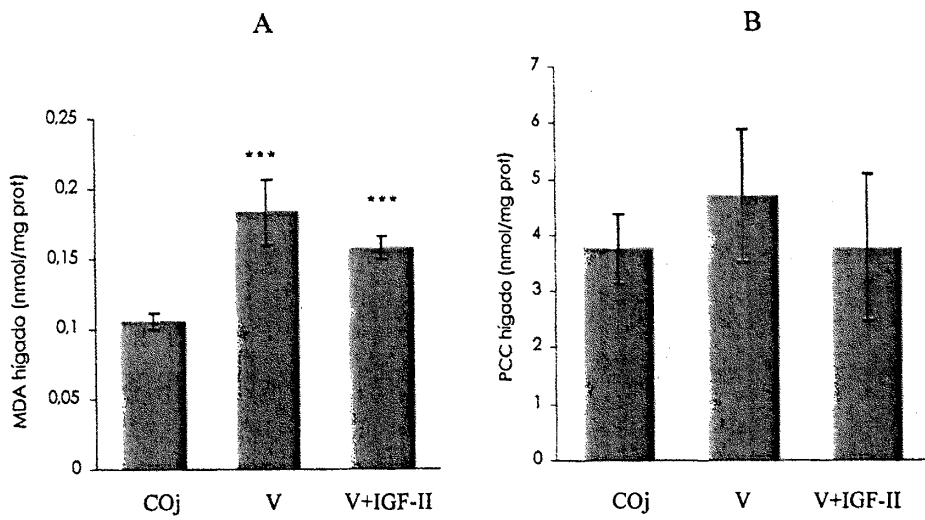 A
MDA hígado (nmol/mg prot)
0,25
0,2
0,15
0,1
0,05
0
***
***
COj V V+IGF-II
B
PCC hígado (nmol/mg prot)
7
6
5
4
3
2
1
0
COj V V+IGF-II